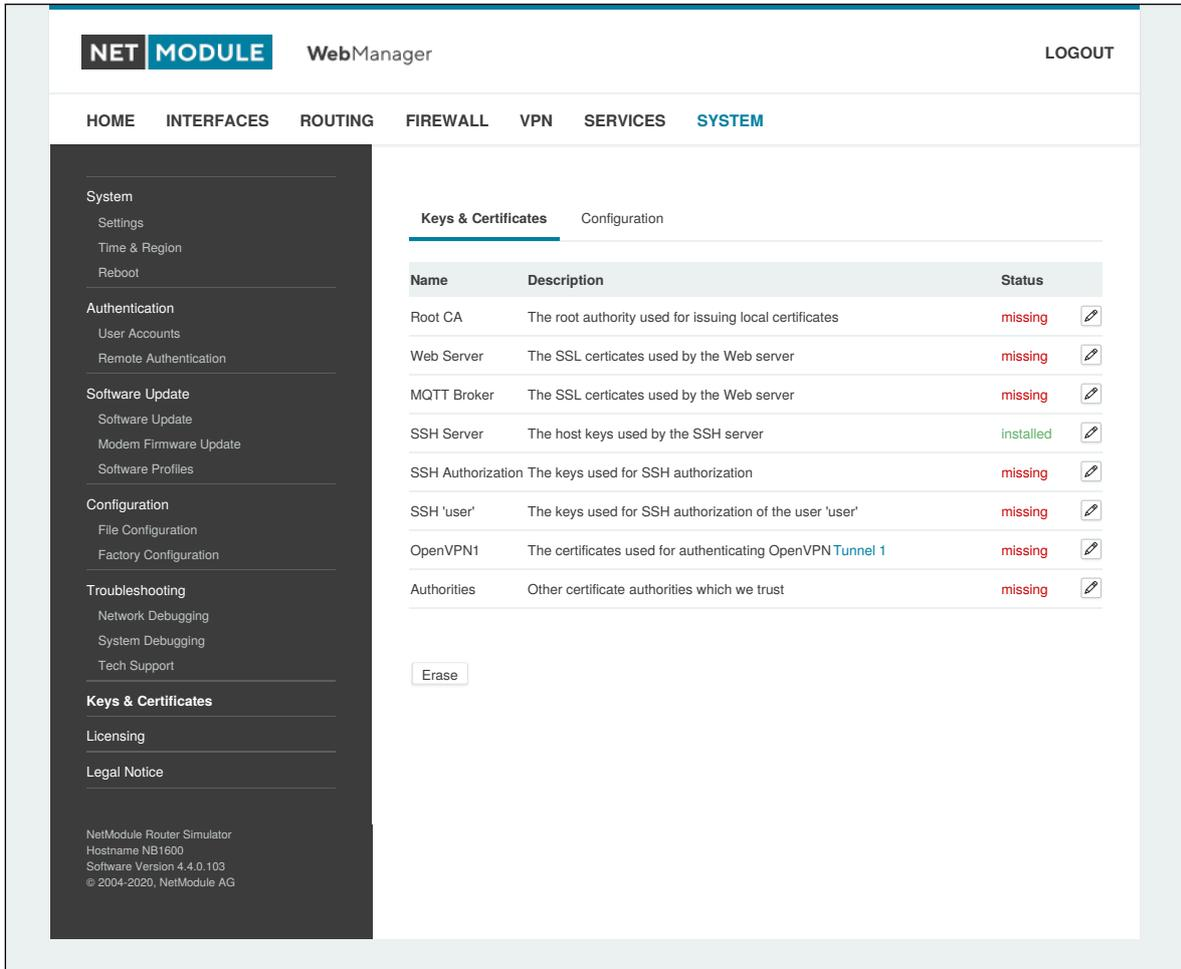 NET MODULE WebManager LOGOUT
HOME INTERFACES ROUTING FIREWALL VPN SERVICES SYSTEM
System
Settings
Time & Region
Reboot
Authentication
User Accounts
Remote Authentication
Software Update
Software Update
Modem Firmware Update
Software Profiles
Configuration
File Configuration
Factory Configuration
Troubleshooting
Network Debugging
System Debugging
Tech Support
Keys & Certificates
Licensing
Legal Notice
NetModule Router Simulator
Hostname NB1600
Software Version 4.4.0.103
© 2004-2020, NetModule AG
Keys & Certificates Configuration
Name Description Status
Root CA The root authority used for issuing local certificates missing
Web Server The SSL certicates used by the Web server missing
MQTT Broker The SSL certicates used by the Web server missing
SSH Server The host keys used by the SSH server installed
SSH Authorization The keys used for SSH authorization missing
SSH 'user' The keys used for SSH authorization of the user 'user' missing
OpenVPN1 The certificates used for authenticating OpenVPN Tunnel 1 missing
Authorities Other certificate authorities which we trust missing
Erase